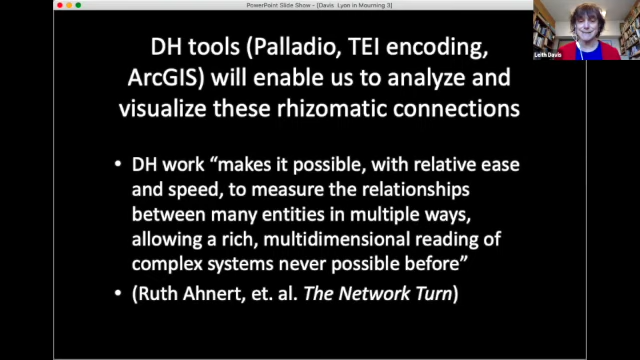 PowerPoint Slide Show - [Davis Lyon in Mourning 3]
DH tools (Palladio, TEI encoding,
ArcGIS) will enable us to analyze and
visualize these rhizomatic connections
• DH work “makes it possible, with relative ease
and speed, to measure the relationships
between many entities in multiple ways,
allowing a rich, multidimensional reading of
complex systems never possible before”
• (Ruth Ahnert, et. al. The Network Turn)
Leith Davis